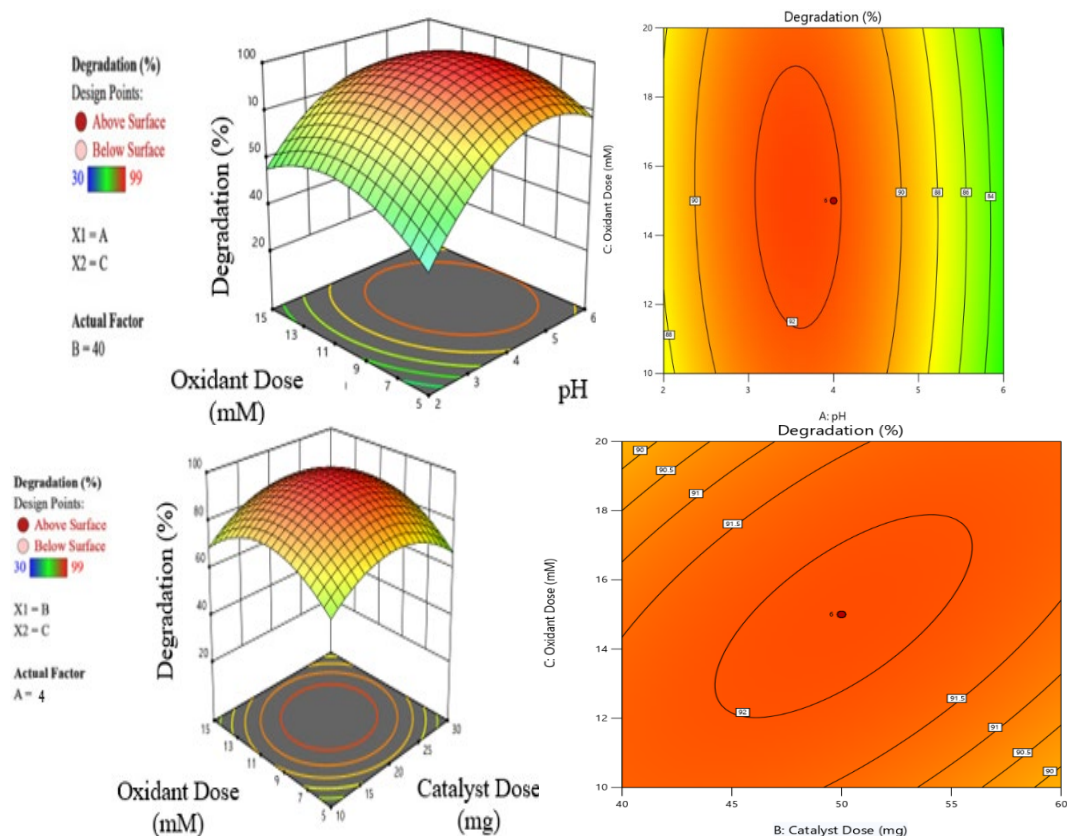 Degradation (%)
Design Points:
Above Surface
Below Surface
30 99
X1 = A
X2 = C
Actual Factor
B = 40
Degradation (%)
100
10
50
40
20
15
13
11
9
7
5
2
3
4
5
6
Oxidant Dose
(mM)
pH
Degradation (%)
C: Oxidant Dose (mM)
20
18
16
14
12
10
2
3
4
5
6
A: pH
90
88
92
90
88
86
84
6
Degradation (%)
Design Points:
Above Surface
Below Surface
30 99
X1 = B
X2 = C
Actual Factor
A = 4
Degradation (%)
100
80
60
40
20
15
13
11
9
7
5
10
15
20
25
30
Oxidant Dose
(mM)
Catalyst Dose
(mg)
Degradation (%)
C: Oxidant Dose (mM)
20
18
16
14
12
10
40
45
50
55
60
B: Catalyst Dose (mg)
90
90.5
91
91.5
92
91.5
91
90.5
90
6